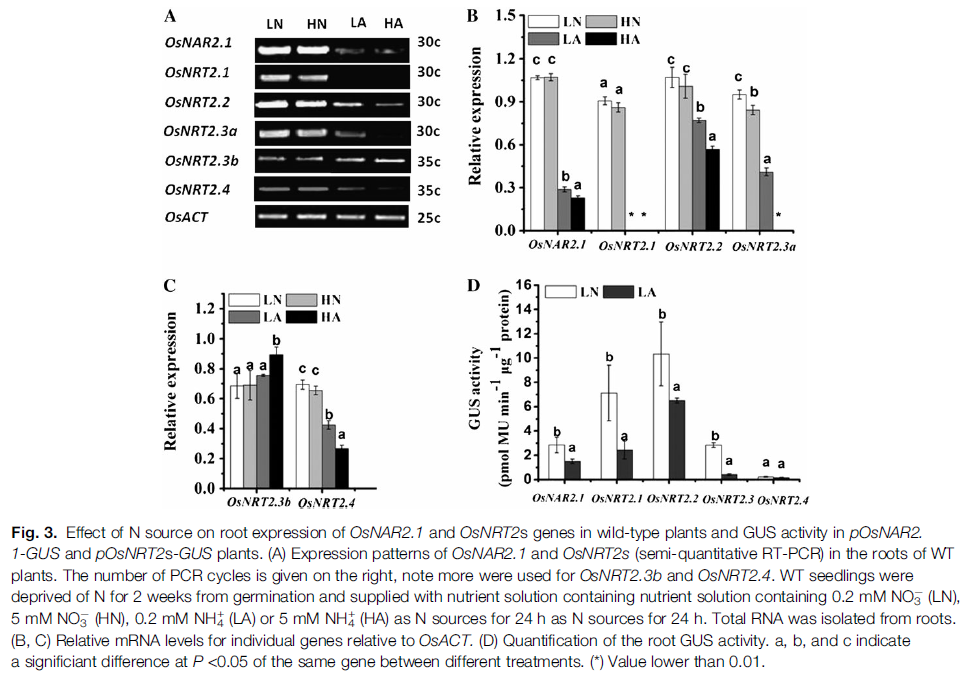 A
LN HN LA HA
OsNAR2.1 30c
OsNRT2.1 30c
OsNRT2.2 30c
OsNRT2.3a 30c
OsNRT2.3b 35c
OsNRT2.4 35c
OsACT 25c
B
LN HN
LA HA
Relative expression
1.5
1.2
0.9
0.6
0.3
0.0
c c b a
a a * *
c c b a
c b a *
OsNAR2.1 OsNRT2.1 OsNRT2.2 OsNRT2.3a
C
LN HN
LA HA
Relative expression
1.2
1.0
0.8
0.6
0.4
0.2
0.0
a a a b
c c b a
OsNRT2.3b OsNRT2.4
D
LN LA
GUS activity
(pmol MU min⁻¹ µg⁻¹ protein)
16
14
12
10
8
6
4
2
0
b a
b a
b a
b a
a a
OsNAR2.1 OsNRT2.1 OsNRT2.2 OsNRT2.3 OsNRT2.4
Fig. 3. Effect of N source on root expression of OsNAR2.1 and OsNRT2s genes in wild-type plants and GUS activity in pOsNAR2.
1-GUS and pOsNRT2s-GUS plants. (A) Expression patterns of OsNAR2.1 and OsNRT2s (semi-quantitative RT-PCR) in the roots of WT
plants. The number of PCR cycles is given on the right, note more were used for OsNRT2.3b and OsNRT2.4. WT seedlings were
deprived of N for 2 weeks from germination and supplied with nutrient solution containing nutrient solution containing 0.2 mM NO₃⁻ (LN),
5 mM NO₃⁻ (HN), 0.2 mM NH₄⁺ (LA) or 5 mM NH₄⁺ (HA) as N sources for 24 h as N sources for 24 h. Total RNA was isolated from roots.
(B, C) Relative mRNA levels for individual genes relative to OsACT. (D) Quantification of the root GUS activity. a, b, and c indicate
a significiant difference at P <0.05 of the same gene between different treatments. (*) Value lower than 0.01.